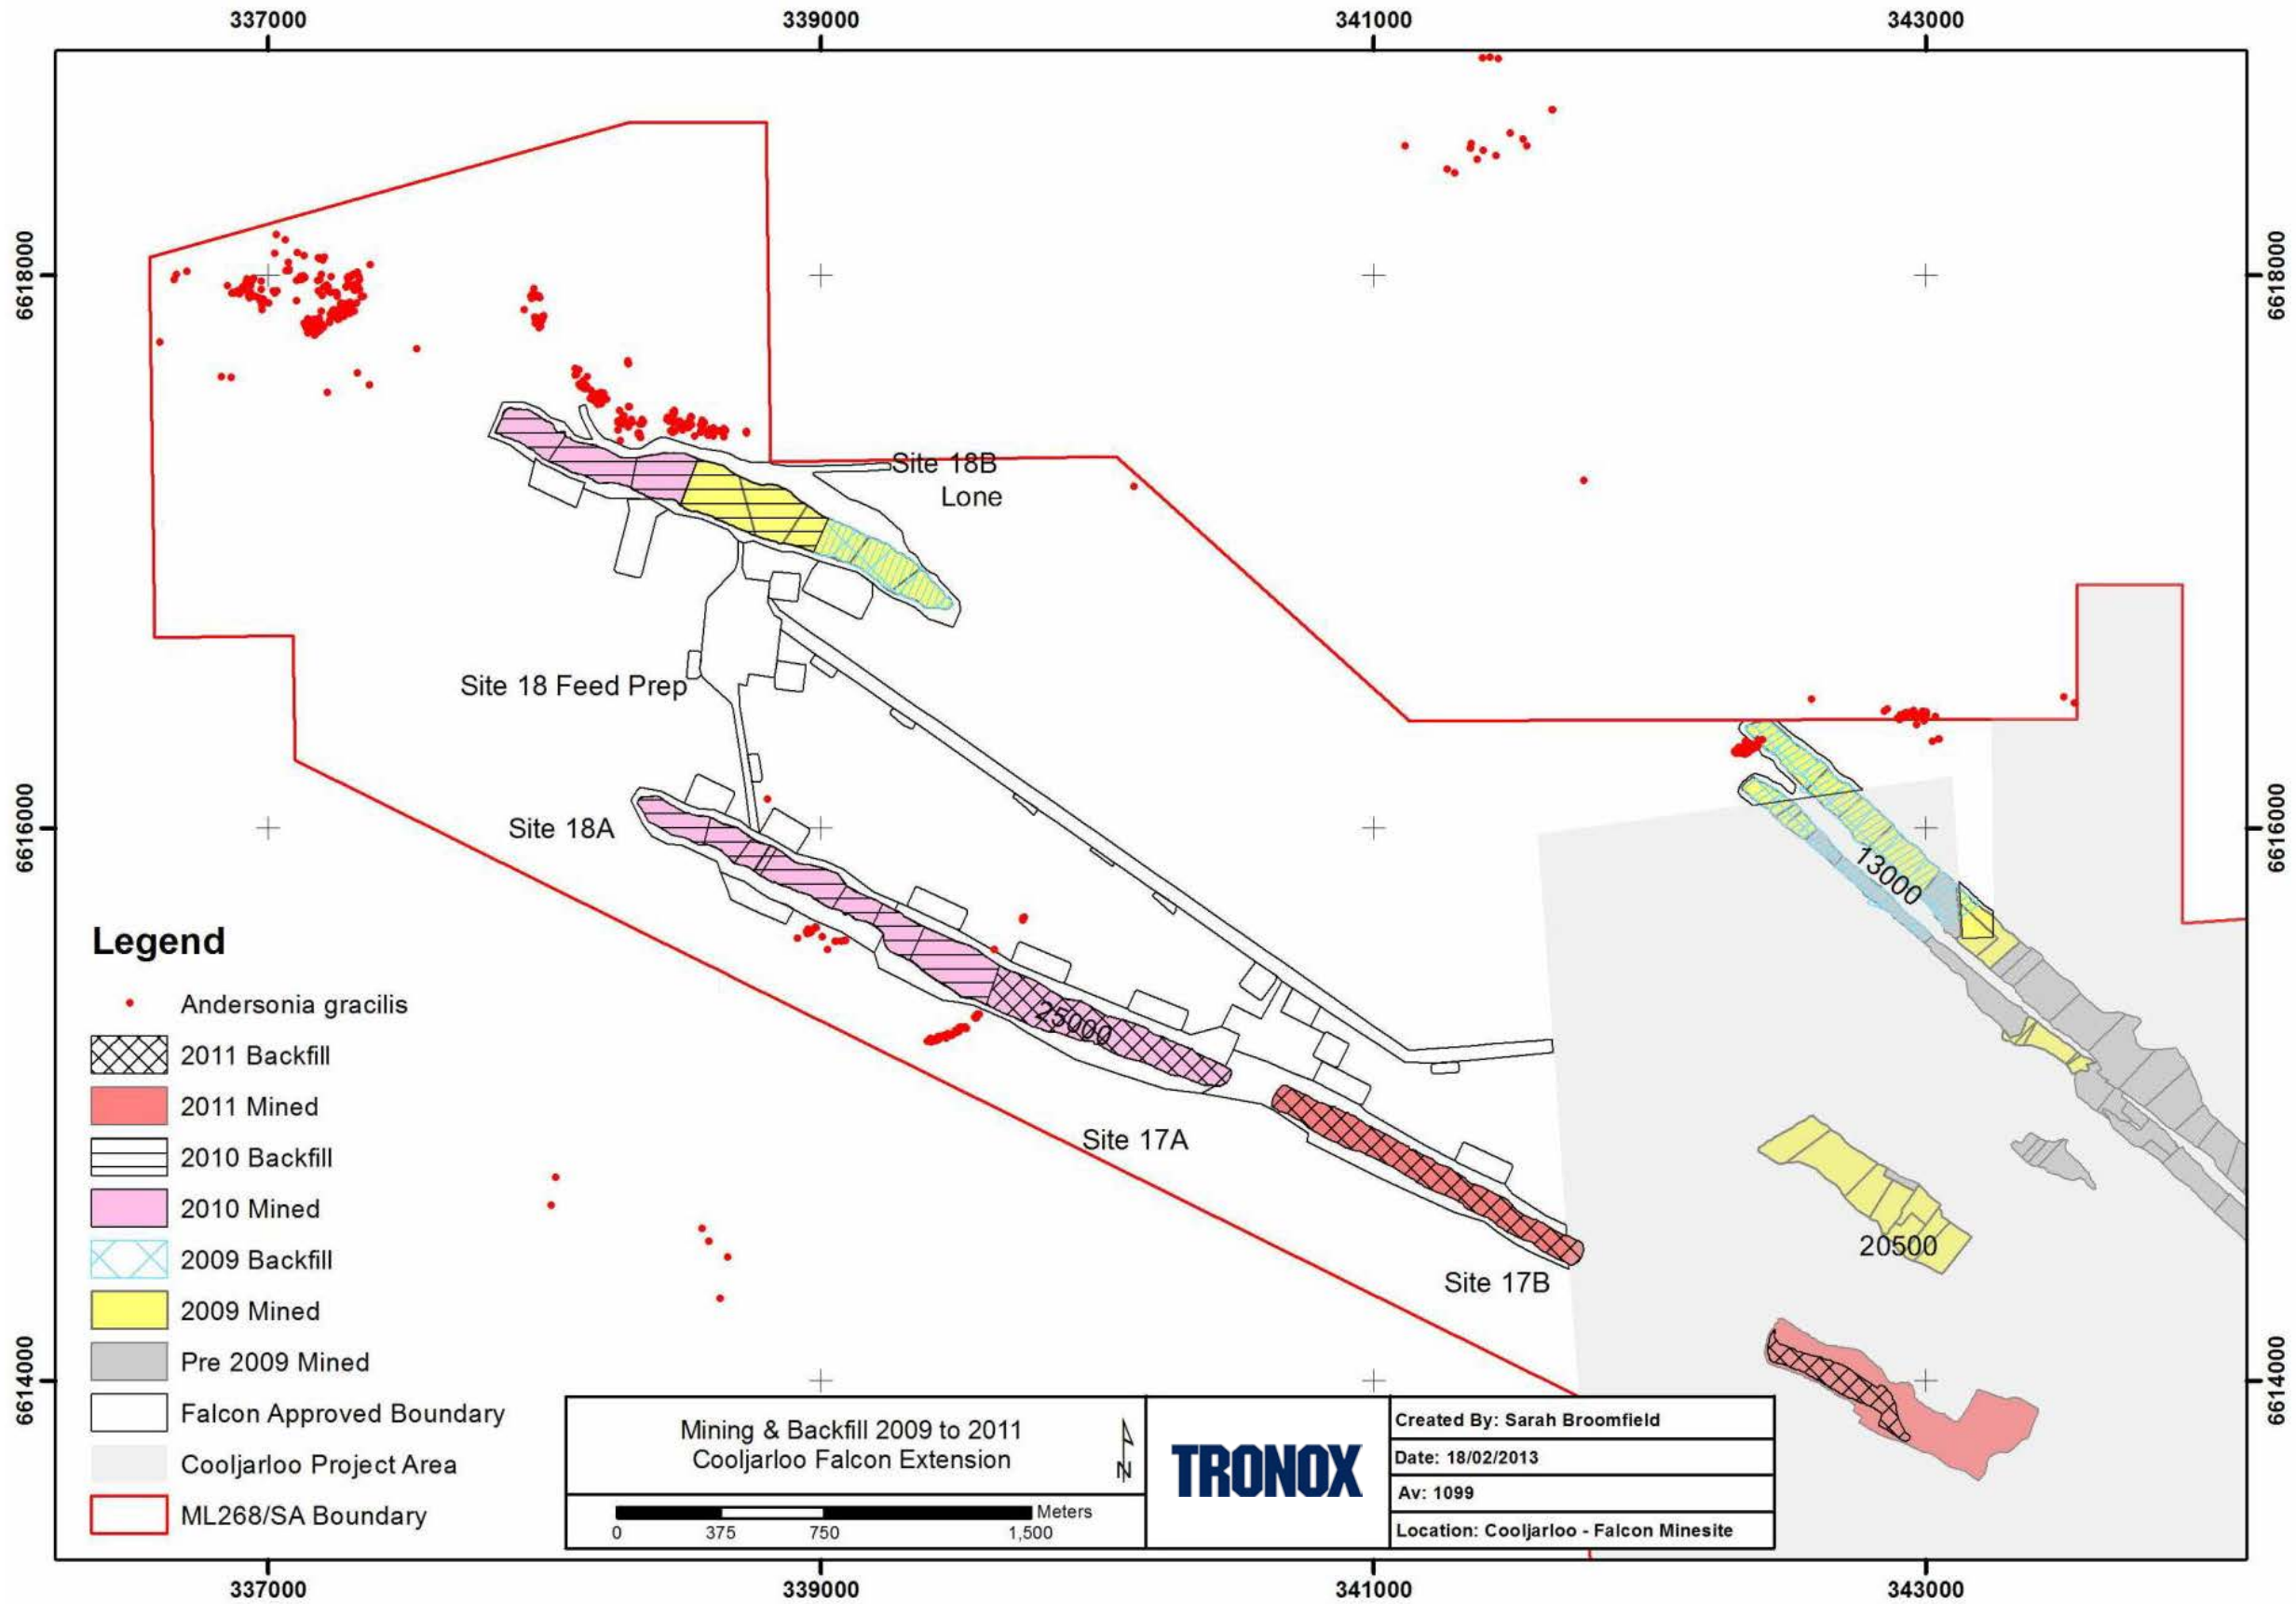 337000
339000
341000
343000
6618000
6618000
Site 18B
Lone
Site 18 Feed Prep
6616000
6616000
Site 18A
13000
25000
Site 17A
Site 17B
20500
6614000
6614000
Legend
Andersonia gracilis
2011 Backfill
2011 Mined
2010 Backfill
2010 Mined
2009 Backfill
2009 Mined
Pre 2009 Mined
Falcon Approved Boundary
Cooljarloo Project Area
ML268/SA Boundary
Mining & Backfill 2009 to 2011
Cooljarloo Falcon Extension
N
Meters
0 375 750 1,500
TRONOX
Created By: Sarah Broomfield
Date: 18/02/2013
Av: 1099
Location: Cooljarloo - Falcon Minesite
337000
339000
341000
343000